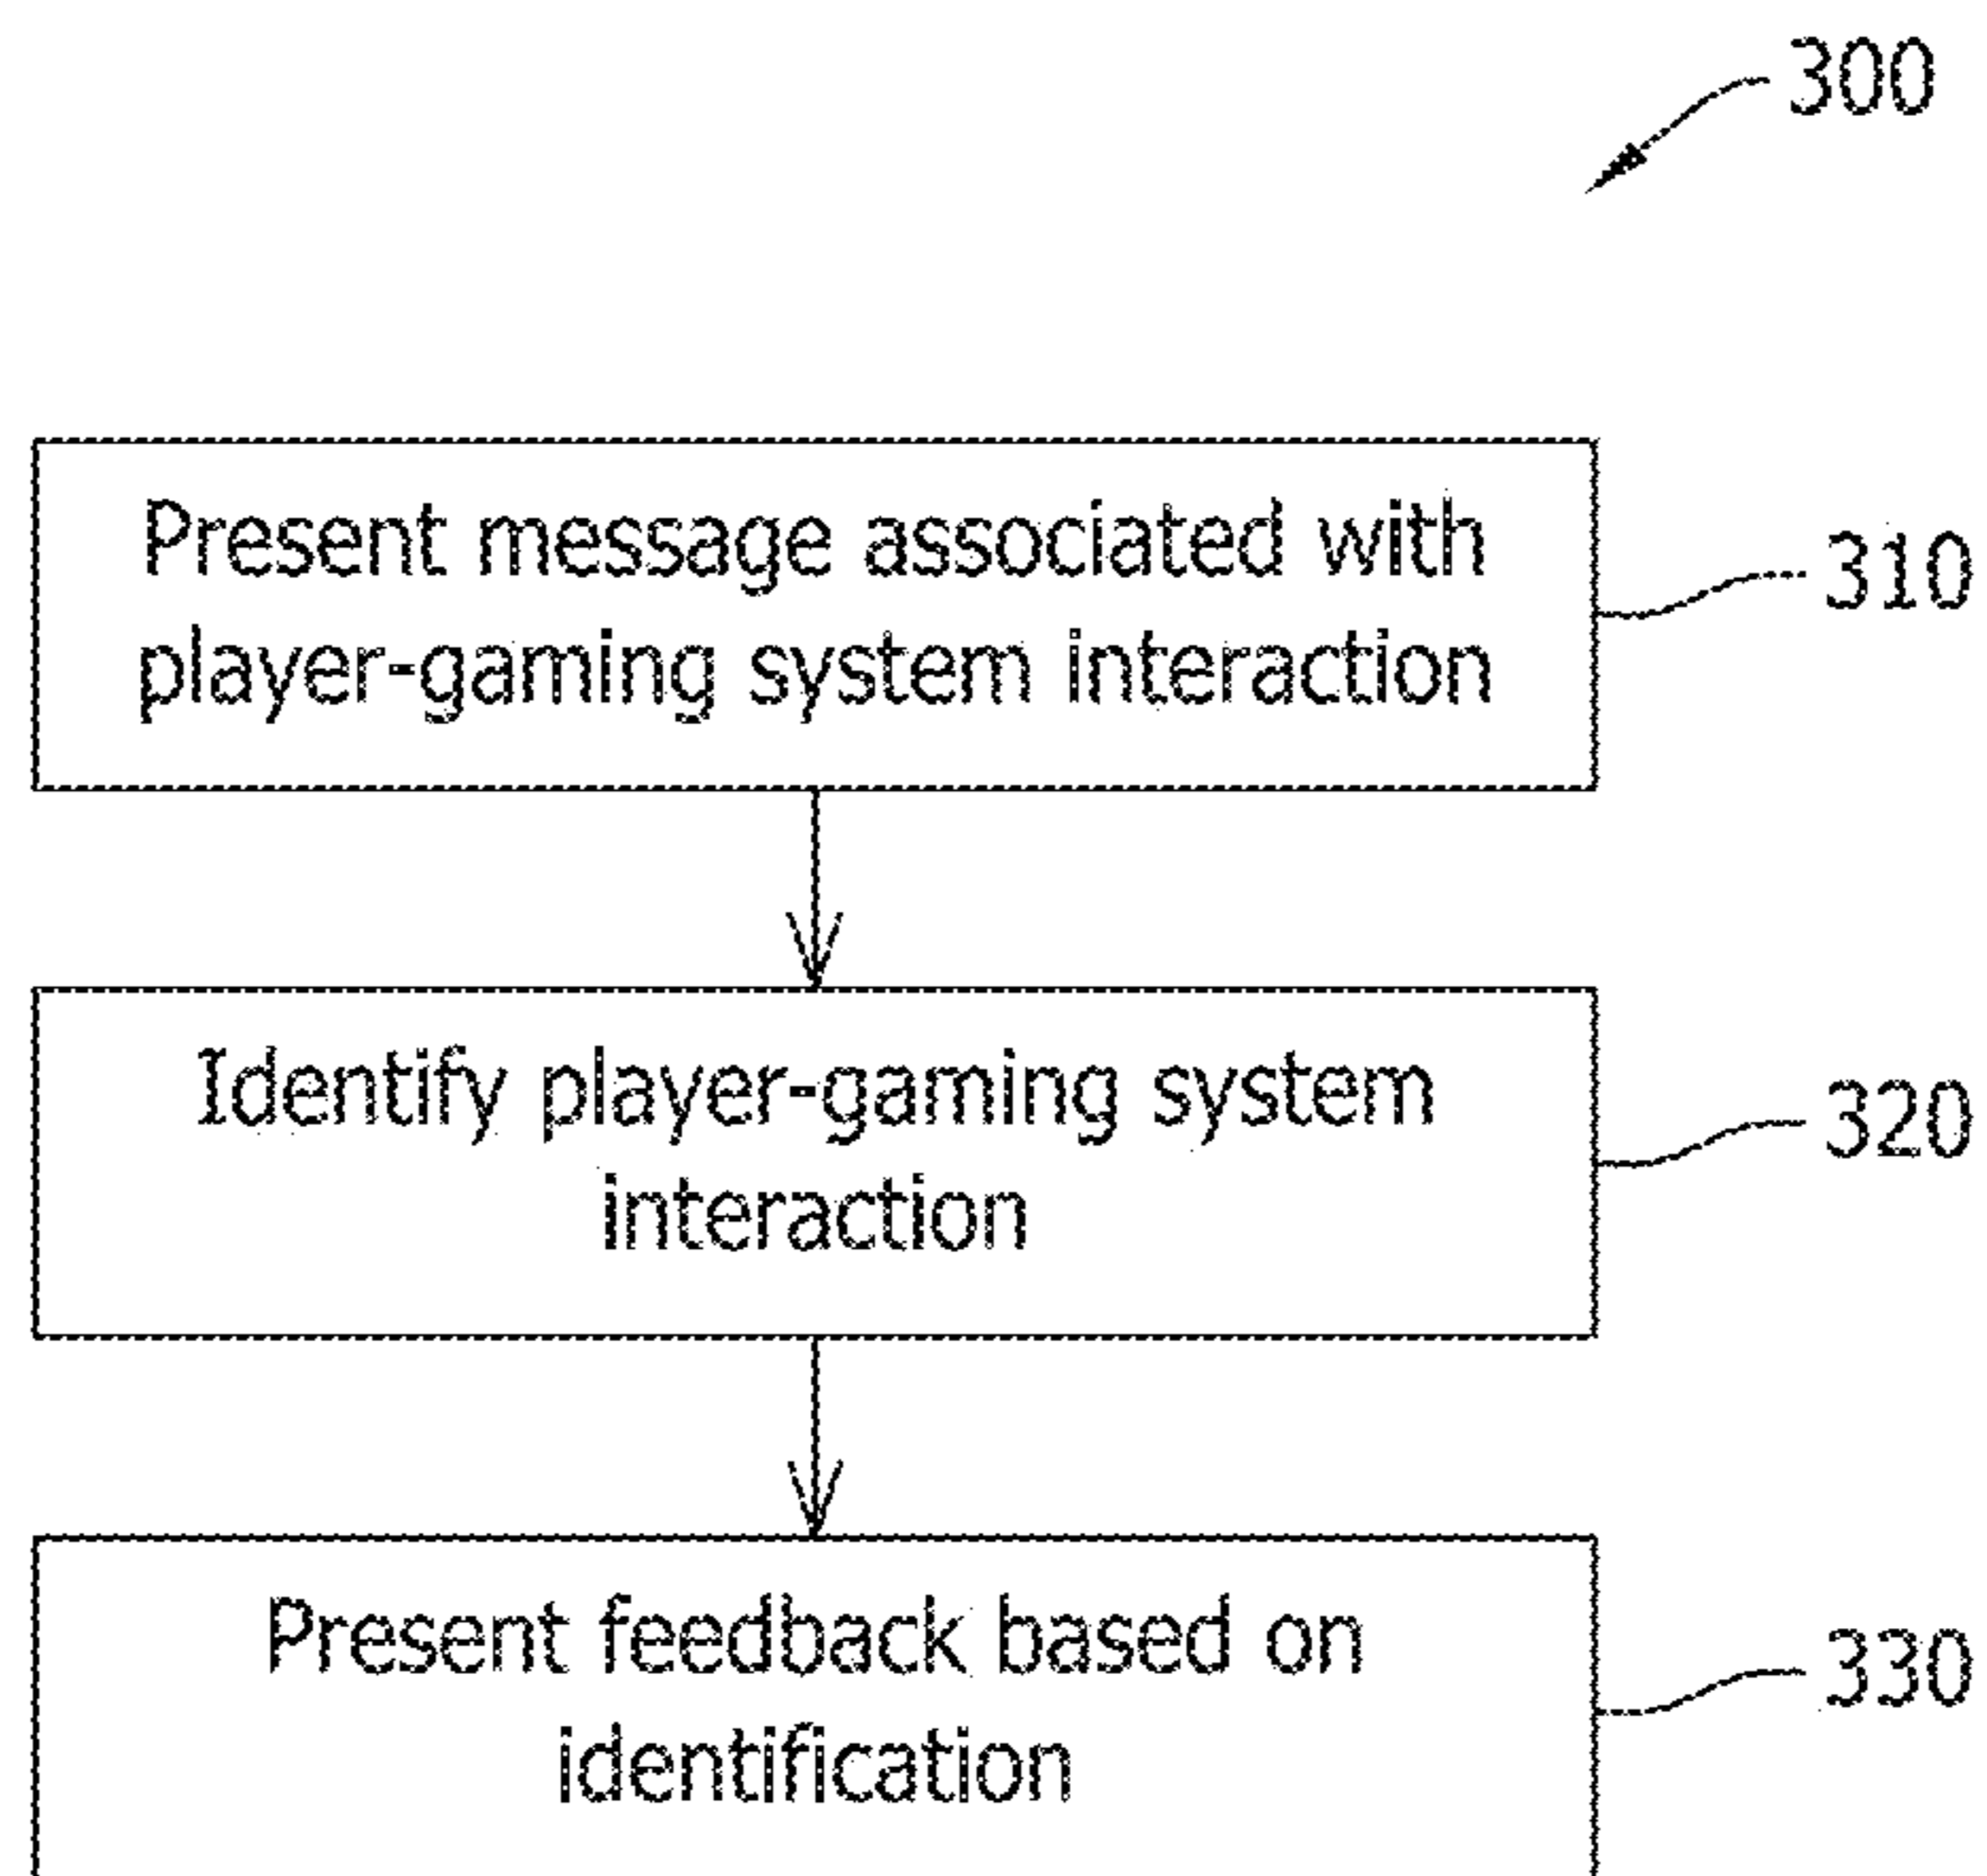 300
Present message associated with
player-gaming system interaction
310
Identify player-gaming system
interaction
320
Present feedback based on
identification
330